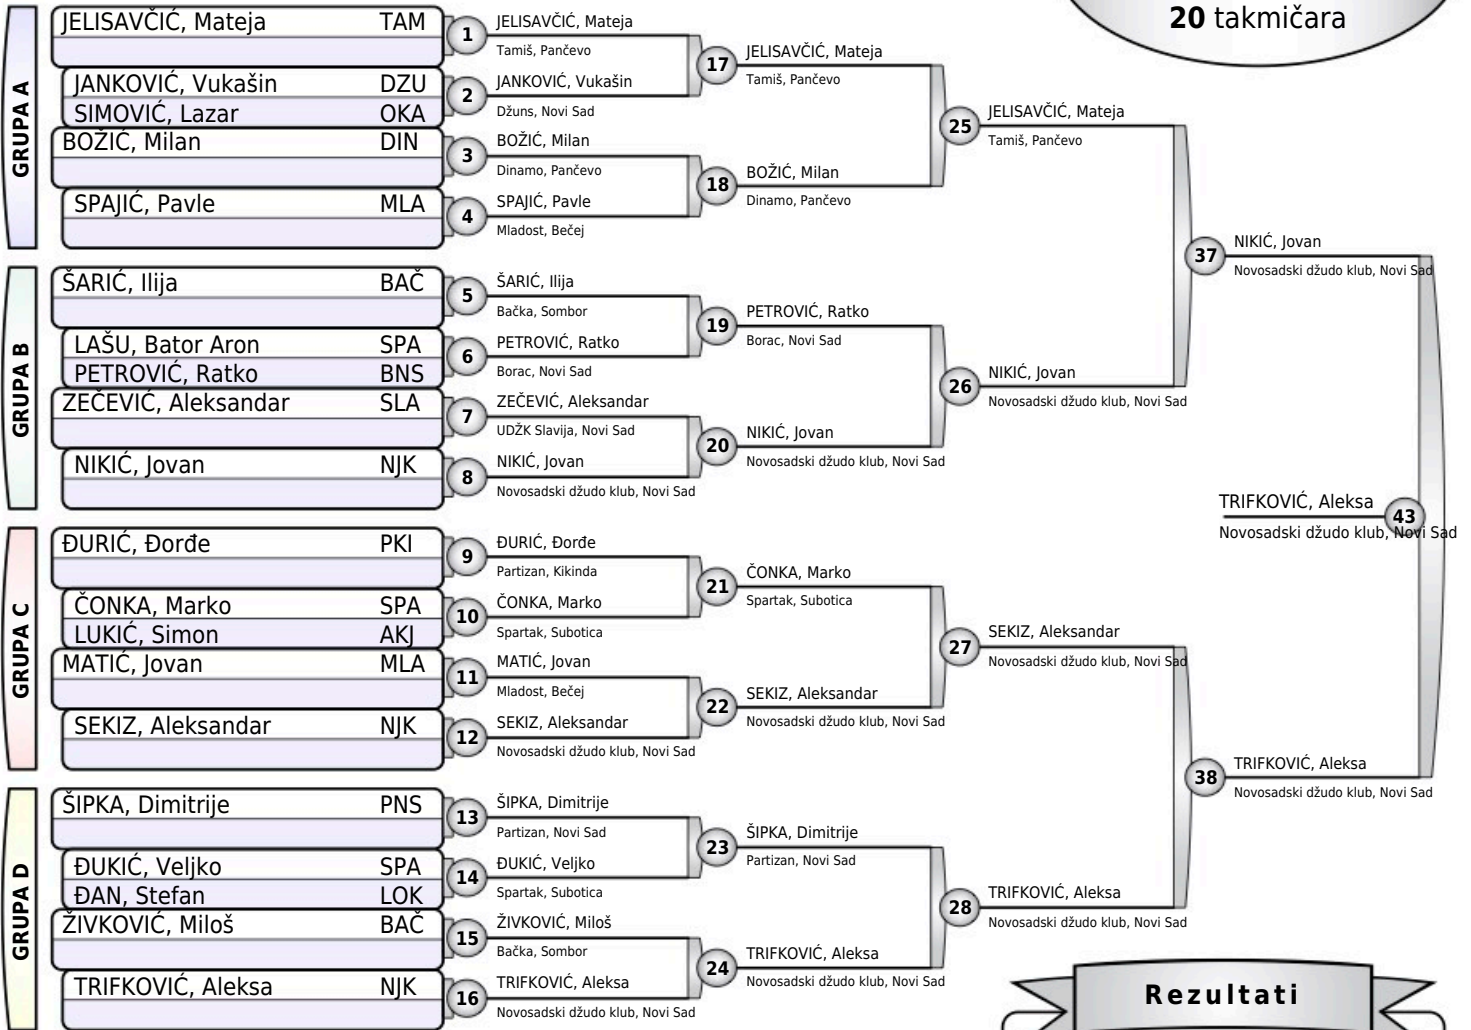 20 takmičara
GRUPA A
JELISAVČIĆ, Mateja TAM
JANKOVIĆ, Vukašin DZU
SIMOVIĆ, Lazar OKA
BOŽIĆ, Milan DIN
SPAJIĆ, Pavle MLA
GRUPA B
ŠARIĆ, Ilija BAČ
LAŠU, Bator Aron SPA
PETROVIĆ, Ratko BNS
ZEČEVIĆ, Aleksandar SLA
NIKIĆ, Jovan NJK
GRUPA C
ĐURIĆ, Đorđe PKI
ČONKA, Marko SPA
LUKIĆ, Simon AKJ
MATIĆ, Jovan MLA
SEKIZ, Aleksandar NJK
GRUPA D
ŠIPKA, Dimitrije PNS
ĐUKIĆ, Veljko SPA
ĐAN, Stefan LOK
ŽIVKOVIĆ, Miloš BAČ
TRIFKOVIĆ, Aleksa NJK
1
JELISAVČIĆ, Mateja
Tamiš, Pančevo
2
JANKOVIĆ, Vukašin
Džuns, Novi Sad
3
BOŽIĆ, Milan
Dinamo, Pančevo
4
SPAJIĆ, Pavle
Mladost, Bečej
5
ŠARIĆ, Ilija
Bačka, Sombor
6
PETROVIĆ, Ratko
Borac, Novi Sad
7
ZEČEVIĆ, Aleksandar
UDŽK Slavija, Novi Sad
8
NIKIĆ, Jovan
Novosadski džudo klub, Novi Sad
9
ĐURIĆ, Đorđe
Partizan, Kikinda
10
ČONKA, Marko
Spartak, Subotica
11
MATIĆ, Jovan
Mladost, Bečej
12
SEKIZ, Aleksandar
Novosadski džudo klub, Novi Sad
13
ŠIPKA, Dimitrije
Partizan, Novi Sad
14
ĐUKIĆ, Veljko
Spartak, Subotica
15
ŽIVKOVIĆ, Miloš
Bačka, Sombor
16
TRIFKOVIĆ, Aleksa
Novosadski džudo klub, Novi Sad
17
JELISAVČIĆ, Mateja
Tamiš, Pančevo
18
BOŽIĆ, Milan
Dinamo, Pančevo
19
PETROVIĆ, Ratko
Borac, Novi Sad
20
NIKIĆ, Jovan
Novosadski džudo klub, Novi Sad
21
ČONKA, Marko
Spartak, Subotica
22
SEKIZ, Aleksandar
Novosadski džudo klub, Novi Sad
23
ŠIPKA, Dimitrije
Partizan, Novi Sad
24
TRIFKOVIĆ, Aleksa
Novosadski džudo klub, Novi Sad
25
JELISAVČIĆ, Mateja
Tamiš, Pančevo
26
NIKIĆ, Jovan
Novosadski džudo klub, Novi Sad
27
SEKIZ, Aleksandar
Novosadski džudo klub, Novi Sad
28
TRIFKOVIĆ, Aleksa
Novosadski džudo klub, Novi Sad
37
NIKIĆ, Jovan
Novosadski džudo klub, Novi Sad
38
TRIFKOVIĆ, Aleksa
Novosadski džudo klub, Novi Sad
TRIFKOVIĆ, Aleksa
43
Novosadski džudo klub, Novi Sad
Rezultati